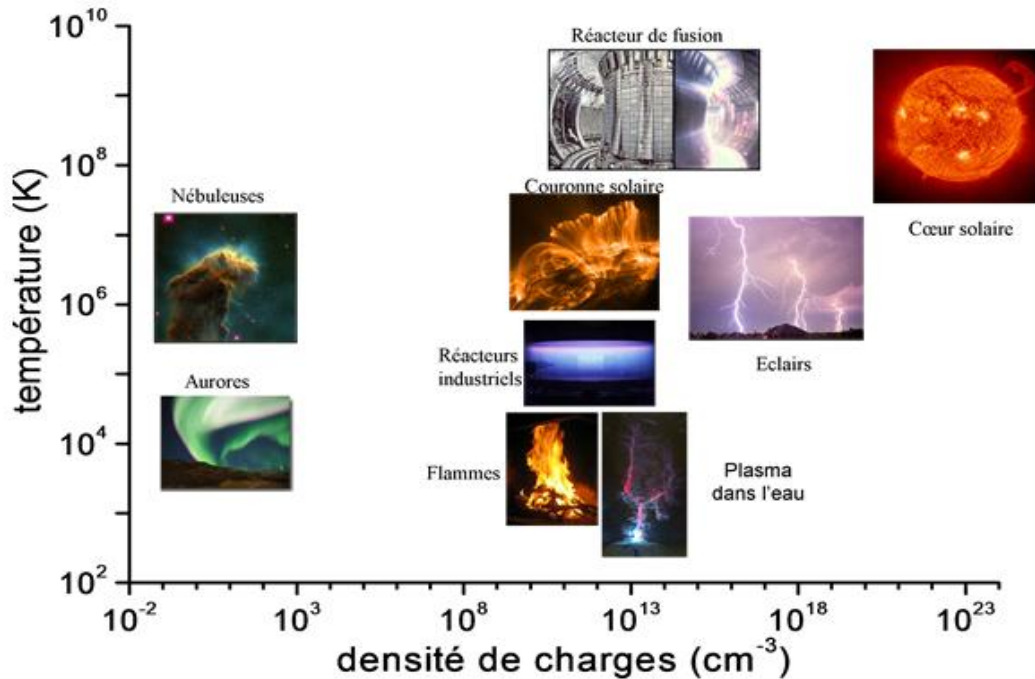 10^10
10^8
10^6
10^4
10^2
température (K)
Réacteur de fusion
Couronne solaire
Nébuleuses
Cœur solaire
Réacteurs
industriels
Eclairs
Aurores
Flammes
Plasma
dans l'eau
10^-2
10^3
10^8
10^13
10^18
10^23
densité de charges (cm^-3)